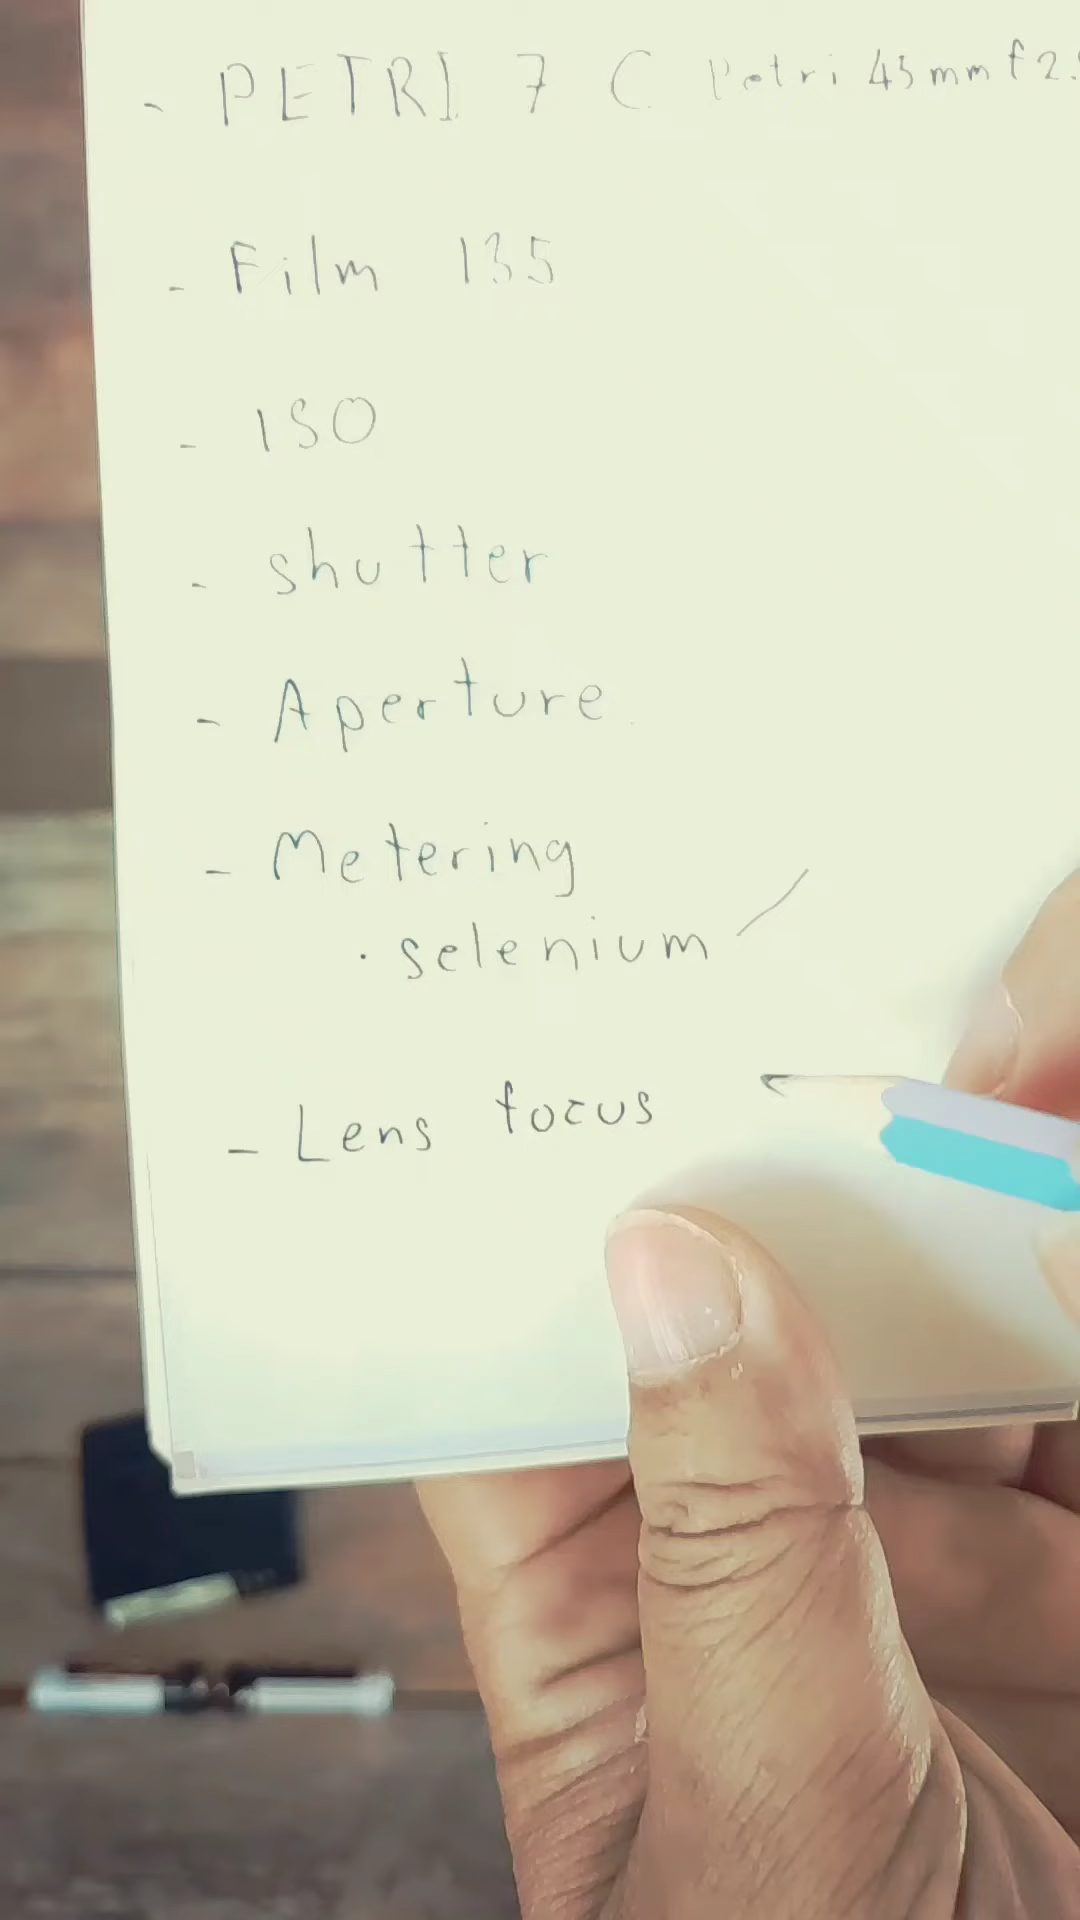 - PETRI 7 C Petri 45mm f2.
- Film 135
- ISO
- shutter
- Aperture
- Metering
· selenium
- Lens focus